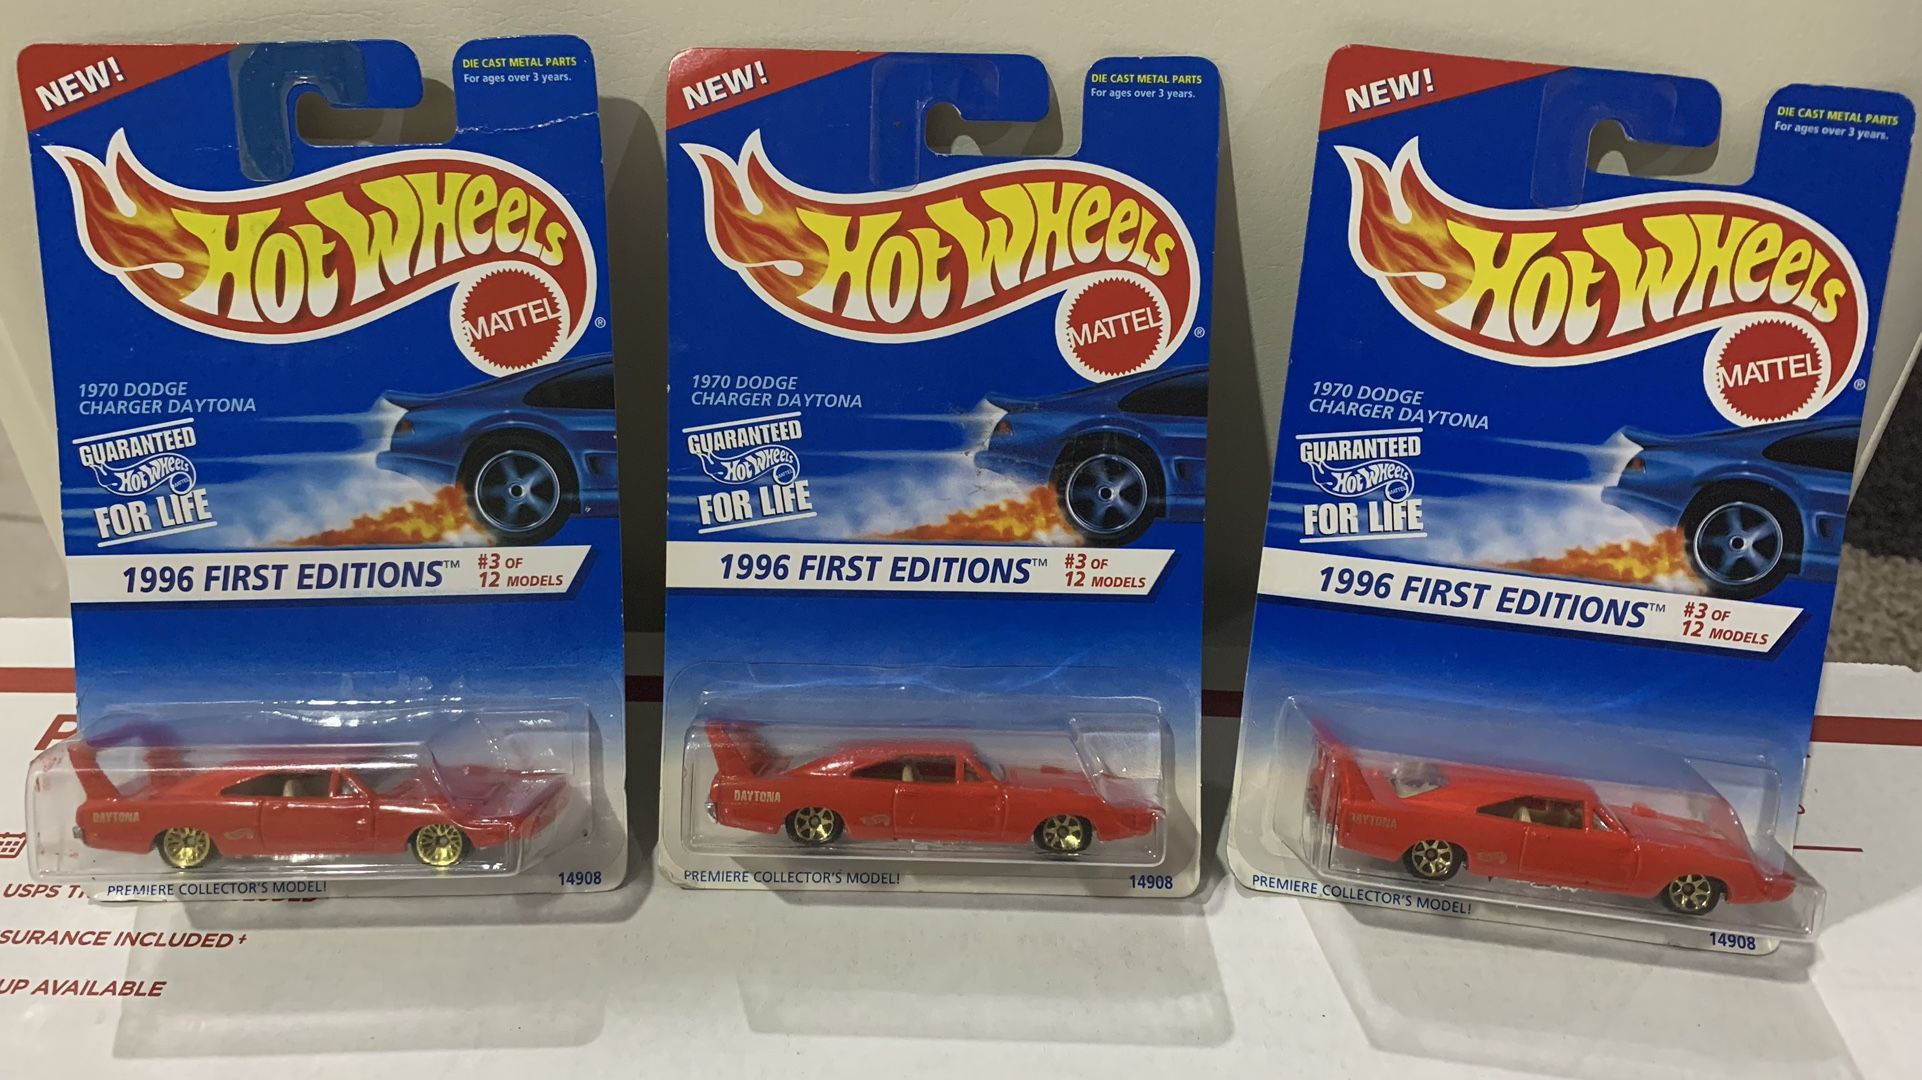 NEW!
DIE CAST METAL PARTS
For ages over 3 years.
Hot Wheels
MATTEL
®
1970 DODGE
CHARGER DAYTONA
GUARANTEED
Hot Wheels
FOR LIFE
1996 FIRST EDITIONS™
#3 OF
12 MODELS
DAYTONA
PREMIERE COLLECTOR'S MODEL!
14908
NEW!
DIE CAST METAL PARTS
For ages over 3 years.
Hot Wheels
MATTEL
®
1970 DODGE
CHARGER DAYTONA
GUARANTEED
Hot Wheels
MATTEL
FOR LIFE
1996 FIRST EDITIONS™
#3 OF
12 MODELS
DAYTONA
PREMIERE COLLECTOR'S MODEL!
14908
NEW!
DIE CAST METAL PARTS
For ages over 3 years.
Hot Wheels
MATTEL
®
1970 DODGE
CHARGER DAYTONA
GUARANTEED
Hot Wheels
MATTEL
FOR LIFE
1996 FIRST EDITIONS™
#3 OF
12 MODELS
DAYTONA
PREMIERE COLLECTOR'S MODEL!
14908
P
USPS
SURANCE INCLUDED +
UP AVAILABLE